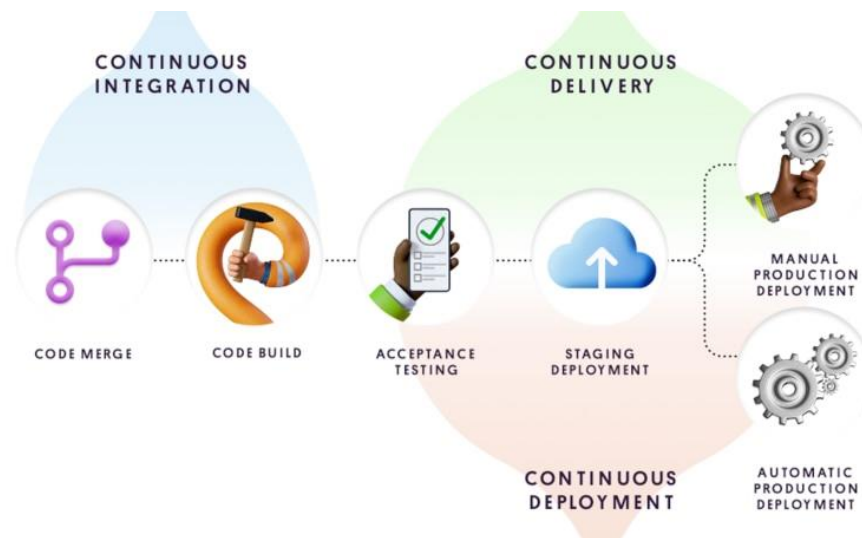 CONTINUOUS
INTEGRATION
CONTINUOUS
DELIVERY
CODE MERGE
CODE BUILD
ACCEPTANCE
TESTING
STAGING
DEPLOYMENT
MANUAL
PRODUCTION
DEPLOYMENT
CONTINUOUS
DEPLOYMENT
AUTOMATIC
PRODUCTION
DEPLOYMENT